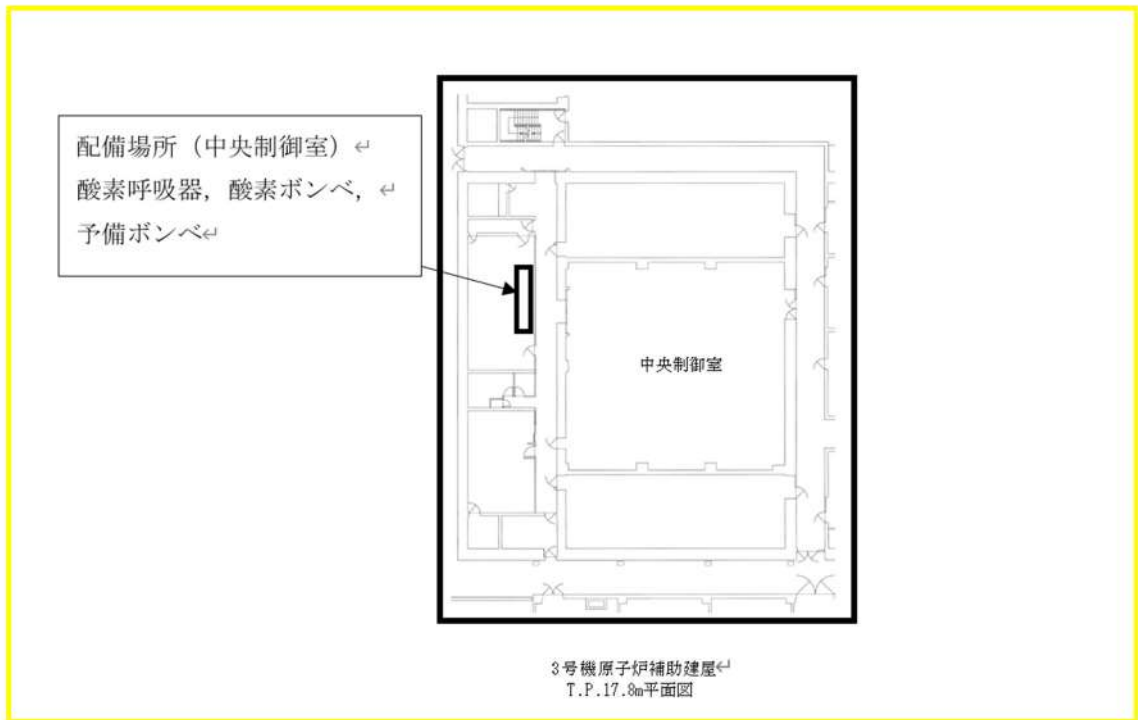 配備場所（中央制御室）↵
酸素呼吸器，酸素ボンベ，↵
予備ボンベ↵
中央制御室
3号機原子炉補助建屋↵
T.P.17.8m平面図